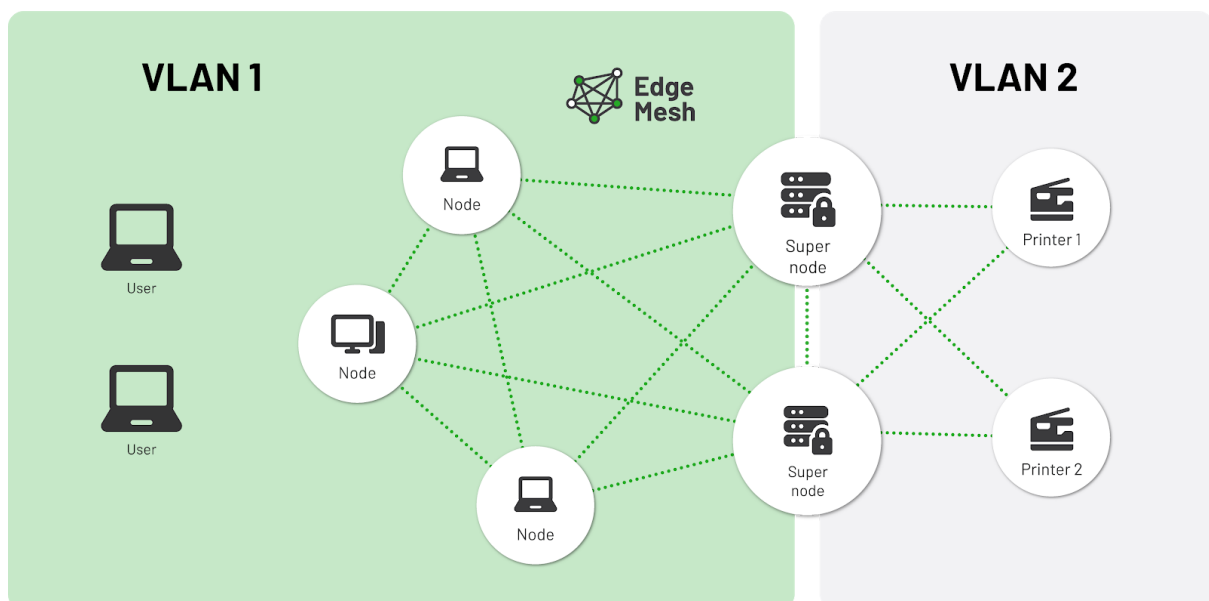 VLAN 1
VLAN 2
Edge
Mesh
Node
User
Super
node
Printer 1
Node
User
Super
node
Printer 2
Node